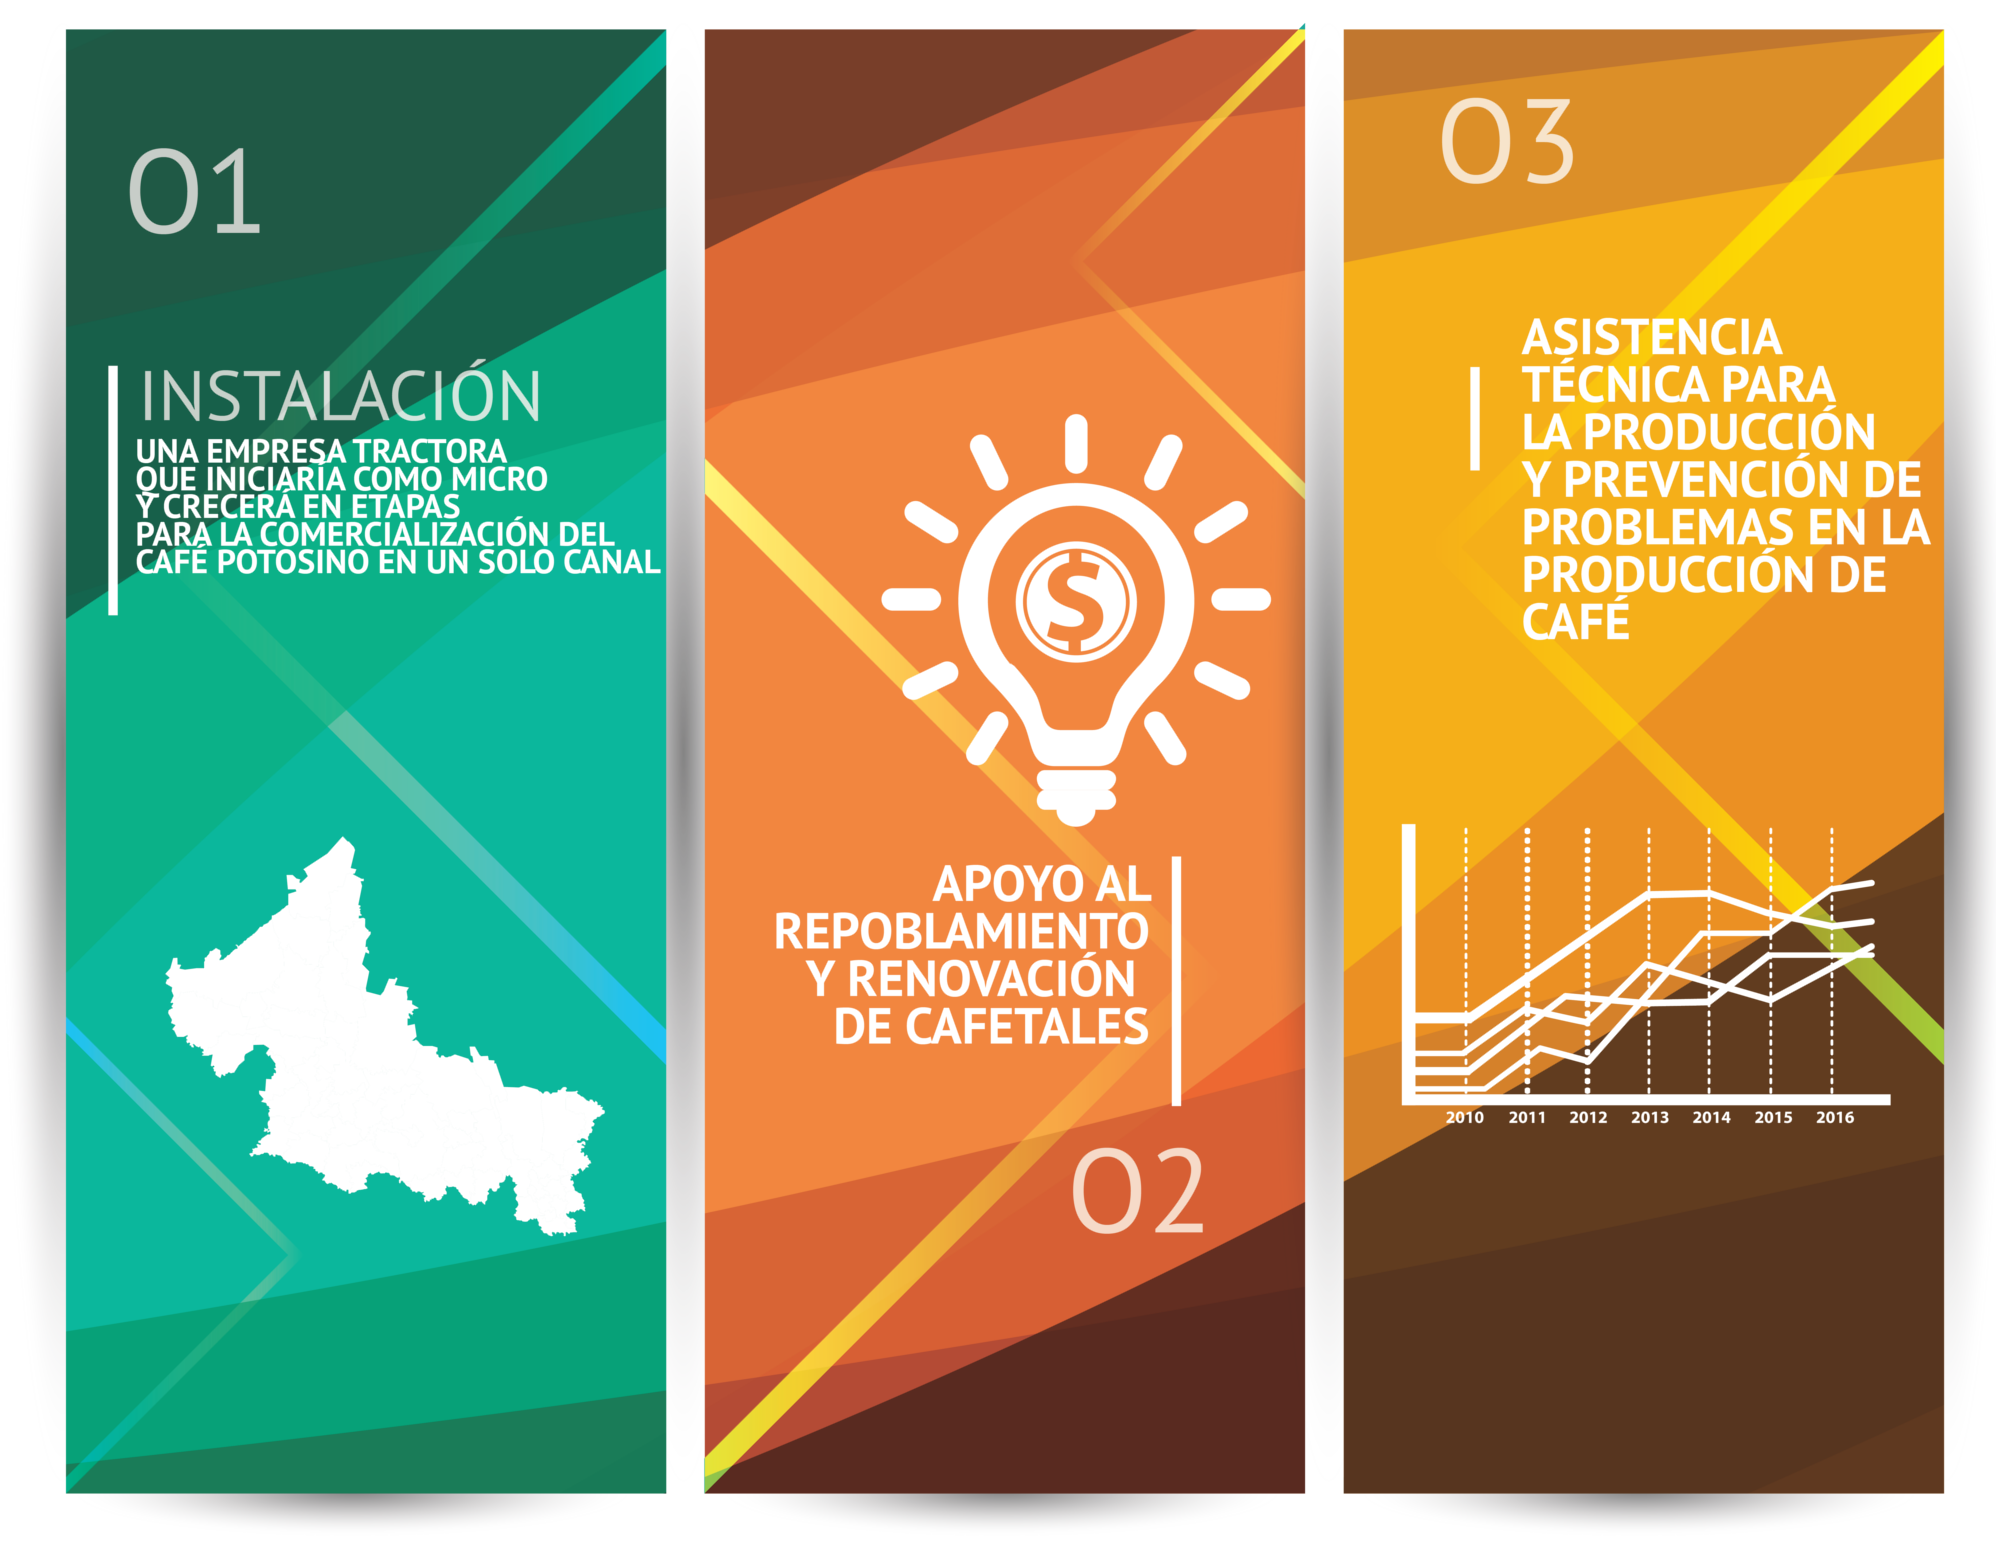 01
INSTALACIÓN
UNA EMPRESA TRACTORA
QUE INICIARÍA COMO MICRO
Y CRECERÁ EN ETAPAS
PARA LA COMERCIALIZACIÓN DEL
CAFÉ POTOSINO EN UN SOLO CANAL
$
APOYO AL
REPOBLAMIENTO
Y RENOVACIÓN
DE CAFETALES
02
03
ASISTENCIA
TÉCNICA PARA
LA PRODUCCIÓN
Y PREVENCIÓN DE
PROBLEMAS EN LA
PRODUCCIÓN DE
CAFÉ
2010 2011 2012 2013 2014 2015 2016